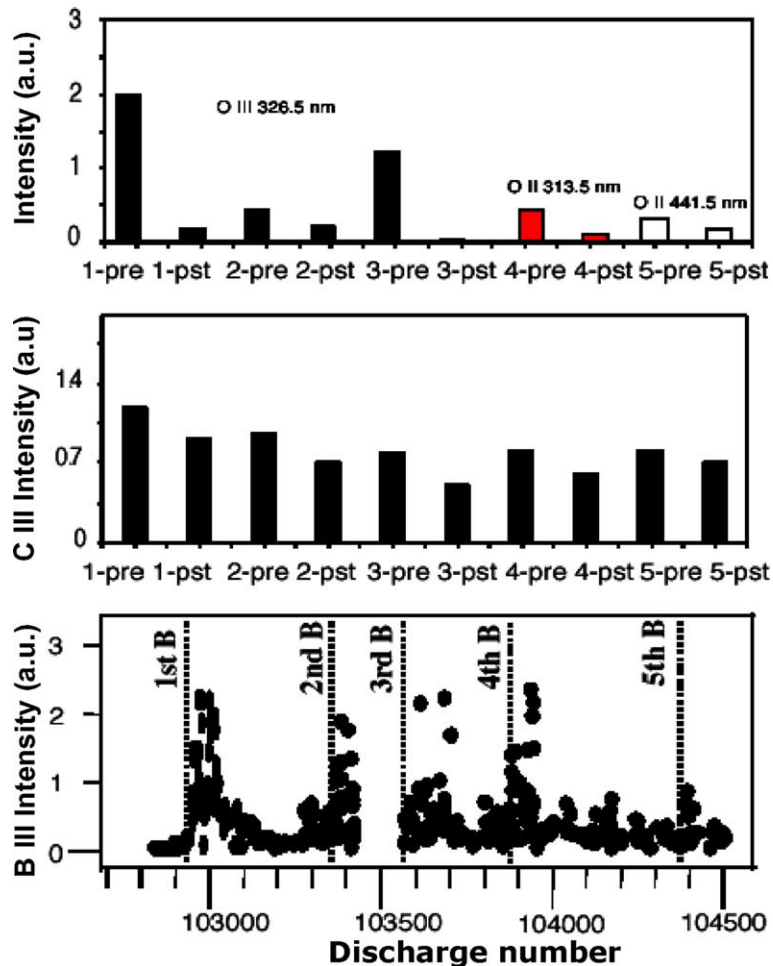 Intensity (a.u.)
3
2
1
0
O III 326.5 nm
O II 313.5 nm
O II 441.5 nm
1-pre 1-pst 2-pre 2-pst 3-pre 3-pst 4-pre 4-pst 5-pre 5-pst
C III Intensity (a.u)
1.4
0.7
0
1-pre 1-pst 2-pre 2-pst 3-pre 3-pst 4-pre 4-pst 5-pre 5-pst
B III Intensity (a.u.)
3
2
1
0
1st B
2nd B
3rd B
4th B
5th B
103000 103500 104000 104500
Discharge number